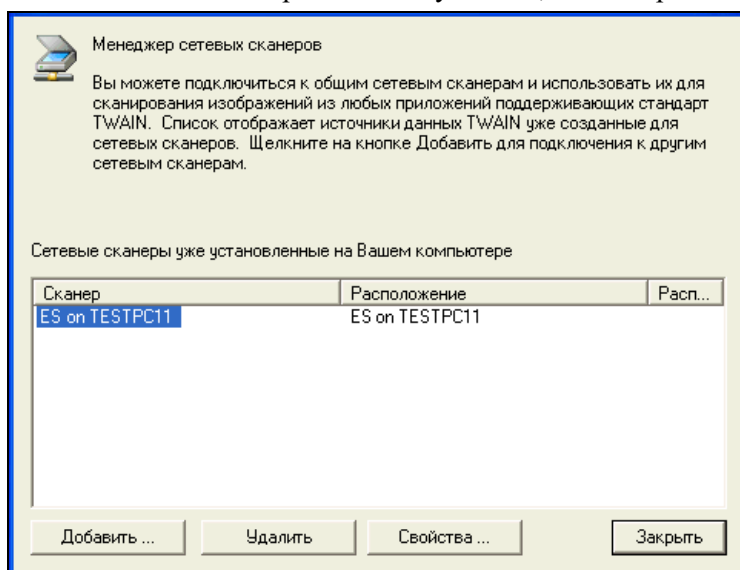 Менеджер сетевых сканеров
Вы можете подключиться к общим сетевым сканерам и использовать их для
сканирования изображений из любых приложений поддерживающих стандарт
TWAIN. Список отображает источники данных TWAIN уже созданные для
сетевых сканеров. Щелкните на кнопке Добавить для подключения к другим
сетевым сканерам.
Сетевые сканеры уже установленные на Вашем компьютере
Сканер Расположение Расп...
ES on TESTPC11 ES on TESTPC11
Добавить ... Удалить Свойства ... Закрыть